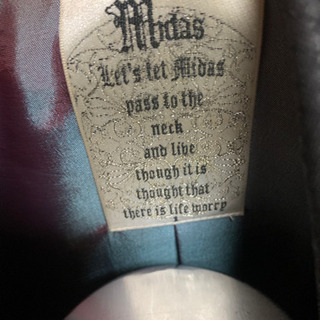 Midas
Let's let Midas
pass to the
neck
and live
though it is
thought that
there is life worry